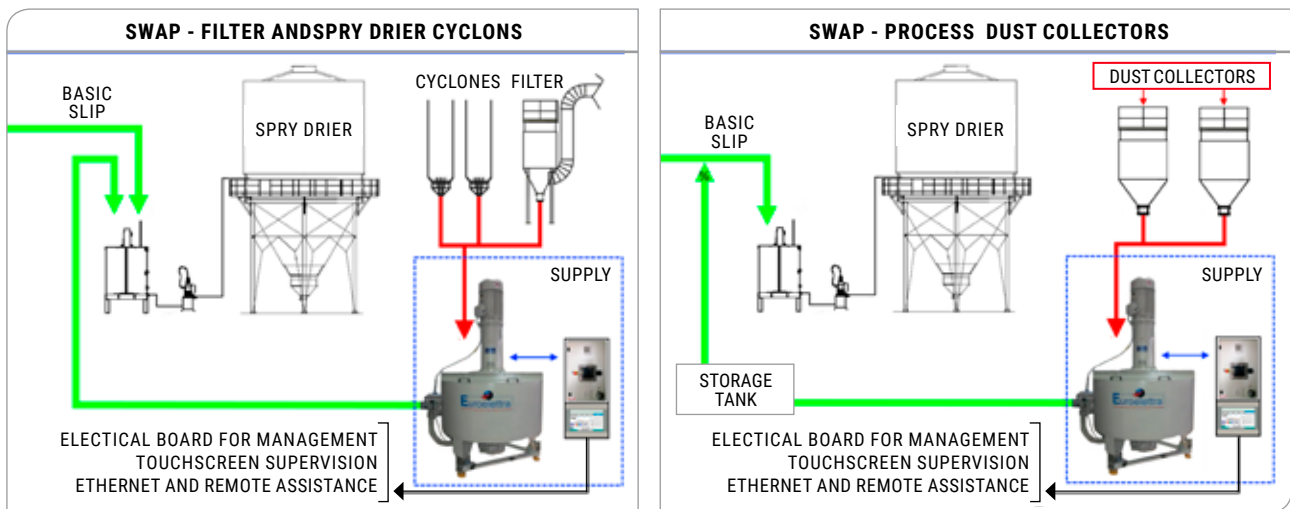 SWAP - FILTER ANDSPRY DRIER CYCLONS
CYCLONES FILTER
BASIC
SLIP
SPRY DRIER
SUPPLY
Euroelettra
ELECTICAL BOARD FOR MANAGEMENT
TOUCHSCREEN SUPERVISION
ETHERNET AND REMOTE ASSISTANCE
SWAP - PROCESS DUST COLLECTORS
DUST COLLECTORS
BASIC
SLIP
SPRY DRIER
SUPPLY
STORAGE
TANK
Euroelettra
ELECTICAL BOARD FOR MANAGEMENT
TOUCHSCREEN SUPERVISION
ETHERNET AND REMOTE ASSISTANCE